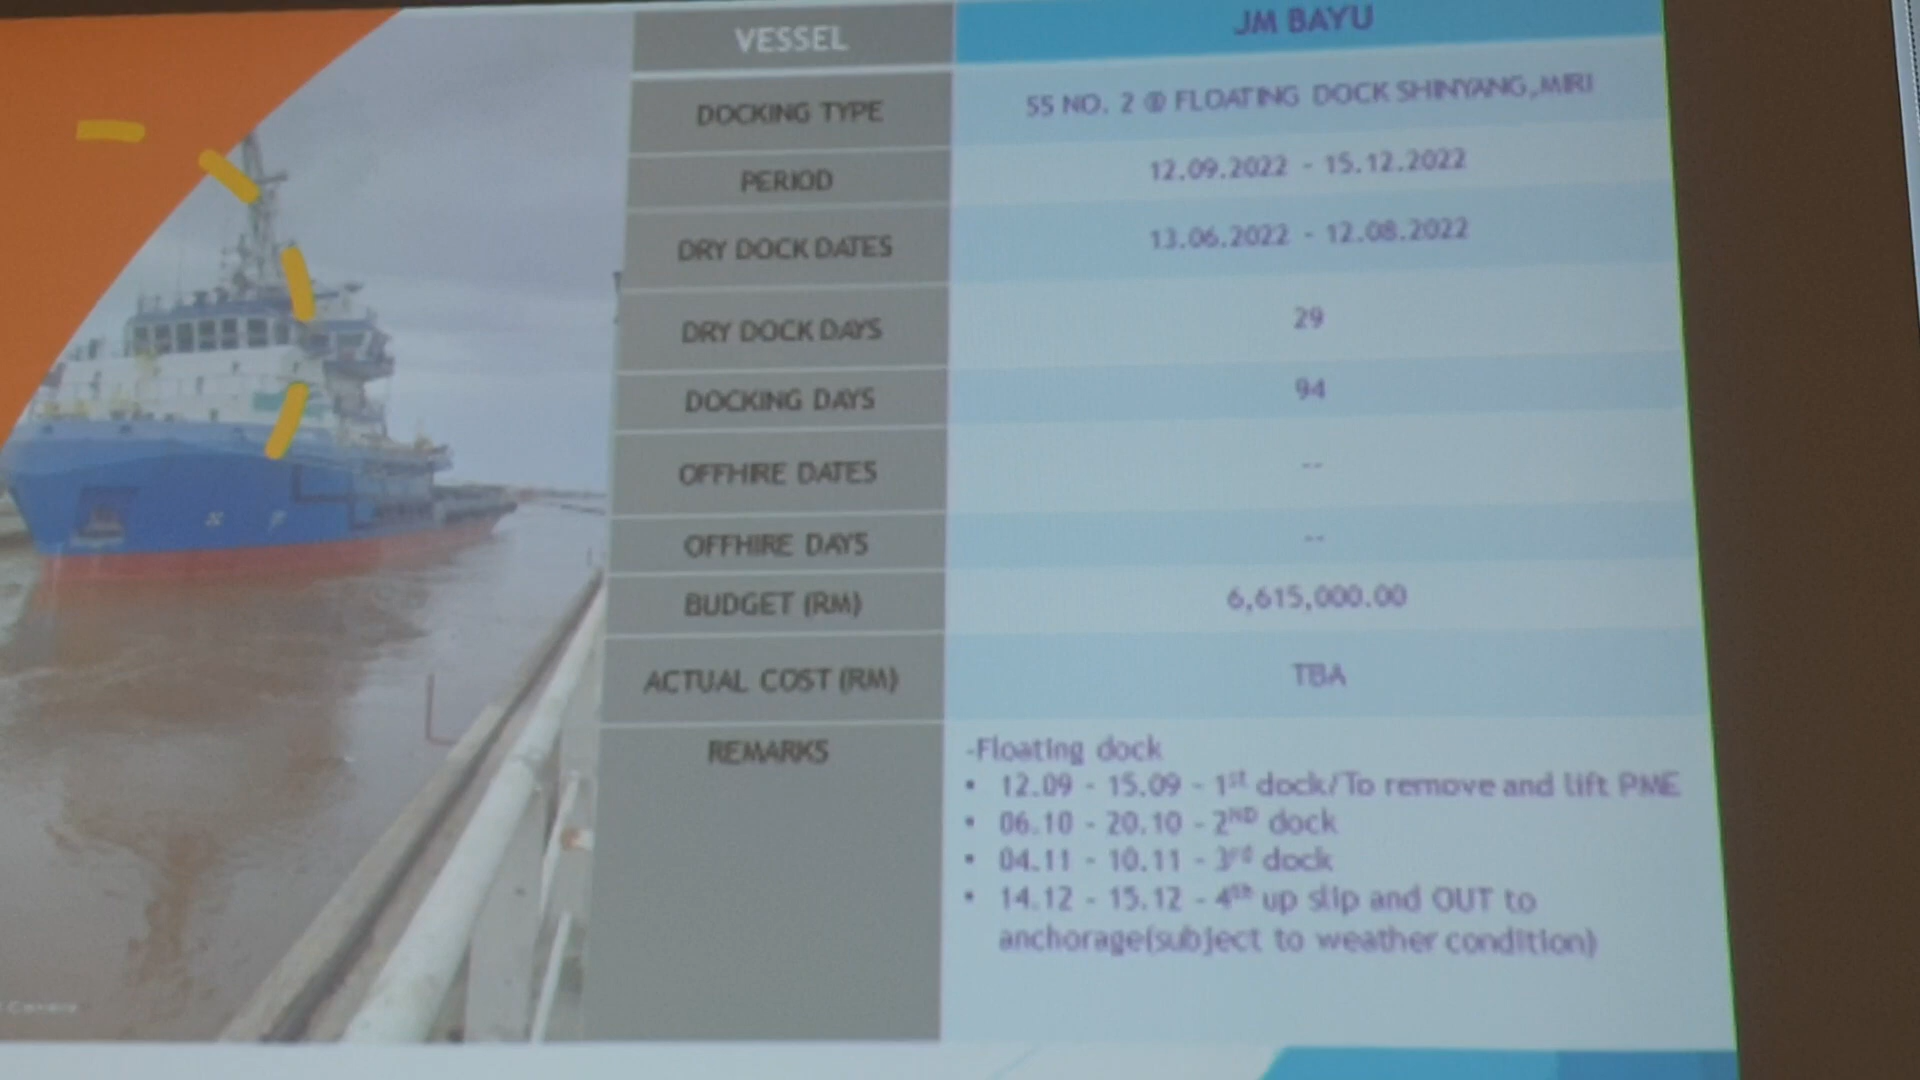 VESSEL JM BAYU
DOCKING TYPE SS NO. 2 @ FLOATING DOCK SHINYANG,MIRI
PERIOD 12.09.2022 - 15.12.2022
DRY DOCK DATES 13.06.2022 - 12.08.2022
DRY DOCK DAYS 29
DOCKING DAYS 94
OFFHIRE DATES --
OFFHIRE DAYS --
BUDGET (RM) 6,615,000.00
ACTUAL COST (RM) TBA
REMARKS -Floating dock
• 12.09 - 15.09 - 1st dock/To remove and lift PME
• 06.10 - 20.10 - 2ND dock
• 04.11 - 10.11 - 3rd dock
• 14.12 - 15.12 - 4th up slip and OUT to
anchorage(subject to weather condition)